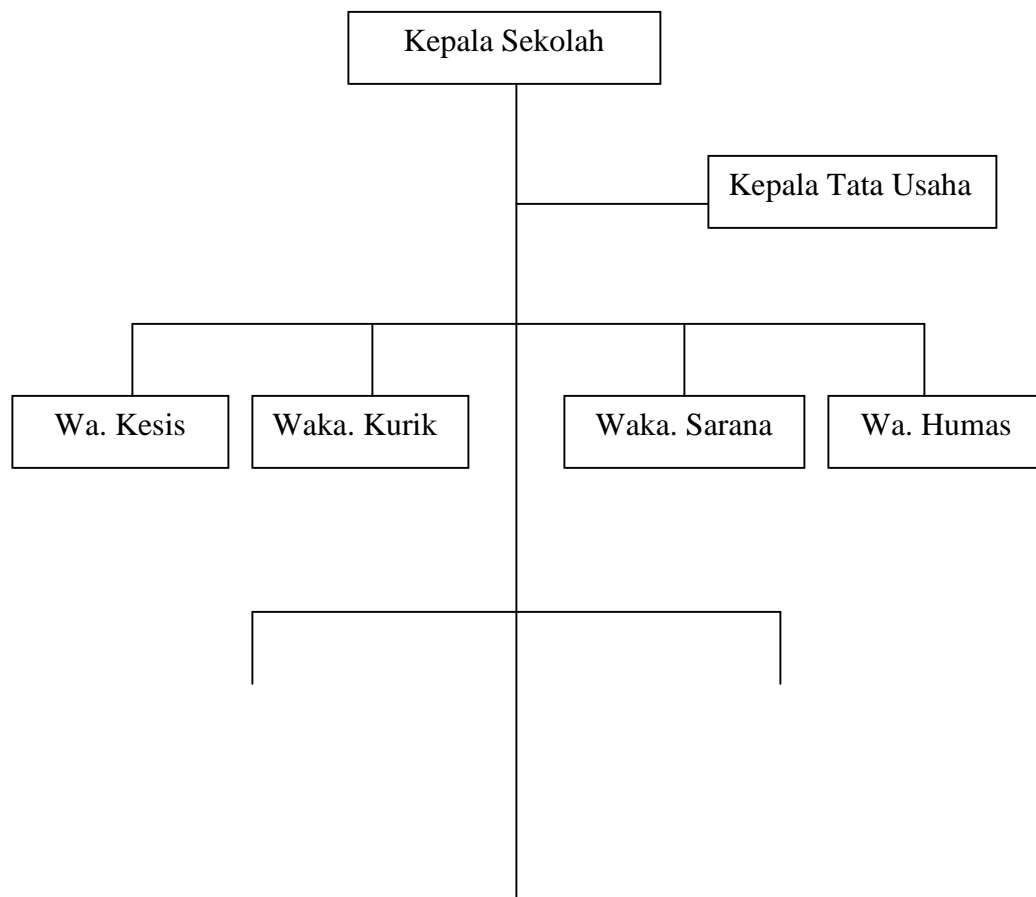 Kepala Sekolah
Kepala Tata Usaha
Wa. Kesis
Waka. Kurik
Waka. Sarana
Wa. Humas